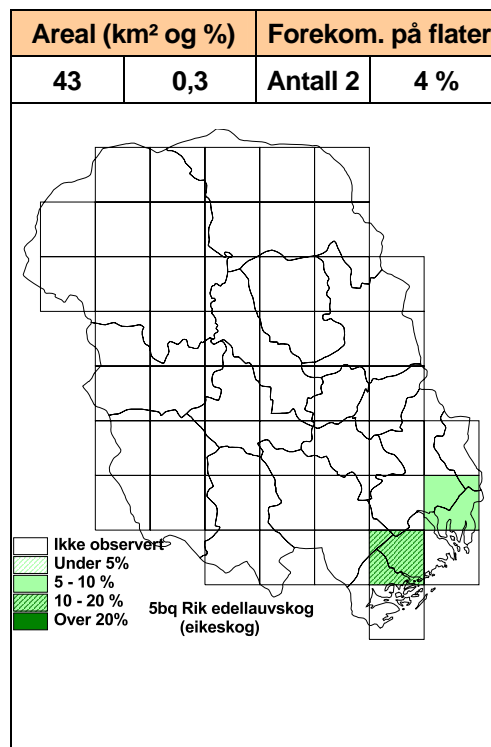 Areal (km² og %) Forekom. på flater
43 0,3 Antall 2 4 %
Ikke observert
Under 5%
5 - 10 %
10 - 20 %
Over 20%
5bq Rik edellauvskog
(eikeskog)